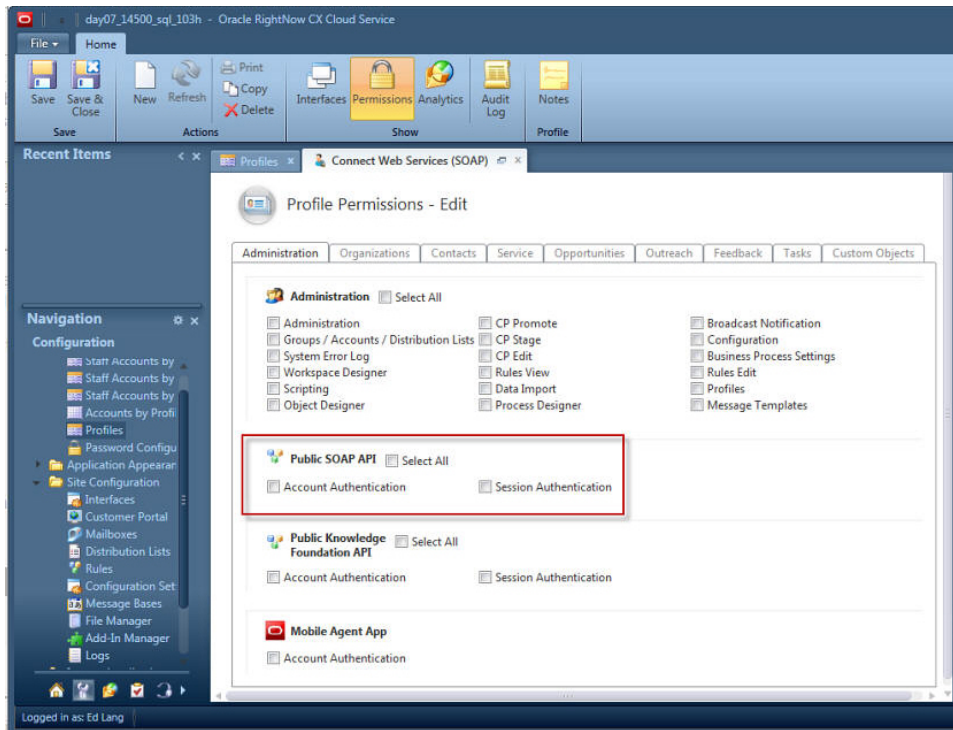 day07_14500_sql_103h - Oracle RightNow CX Cloud Service
File
Home
Save
Save & Close
New
Refresh
Print
Copy
Delete
Interfaces
Permissions
Analytics
Audit Log
Notes
Save
Actions
Show
Profile
Recent Items
Profiles
Connect Web Services (SOAP)
Profile Permissions - Edit
Administration Organizations Contacts Service Opportunities Outreach Feedback Tasks Custom Objects
Administration Select All
Administration CP Promote Broadcast Notification
Groups / Accounts / Distribution Lists CP Stage Configuration
System Error Log CP Edit Business Process Settings
Workspace Designer Rules View Rules Edit
Scripting Data Import Profiles
Object Designer Process Designer Message Templates
Public SOAP API Select All
Account Authentication Session Authentication
Public Knowledge Select All
Foundation API
Account Authentication Session Authentication
Mobile Agent App
Account Authentication
Navigation
Configuration
Staff Accounts by
Staff Accounts by
Staff Accounts by
Accounts by Profi
Profiles
Password Configu
Application Appearan
Site Configuration
Interfaces
Customer Portal
Mailboxes
Distribution Lists
Rules
Configuration Set
Message Bases
File Manager
Add-In Manager
Logs
Logged in as: Ed Lang